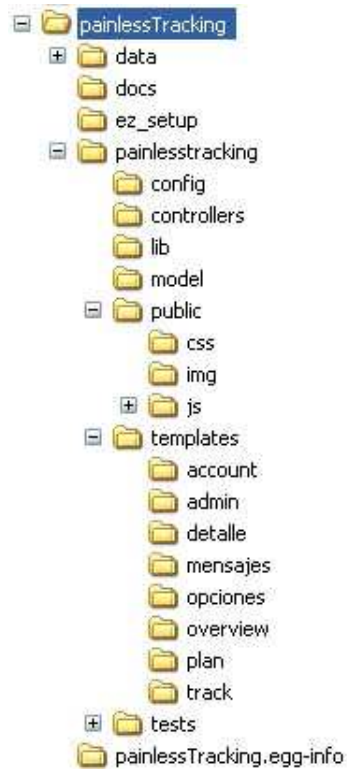 painlessTracking
data
docs
ez_setup
painlesstracking
config
controllers
lib
model
public
css
img
js
templates
account
admin
detalle
mensajes
opciones
overview
plan
track
tests
painlessTracking.egg-info